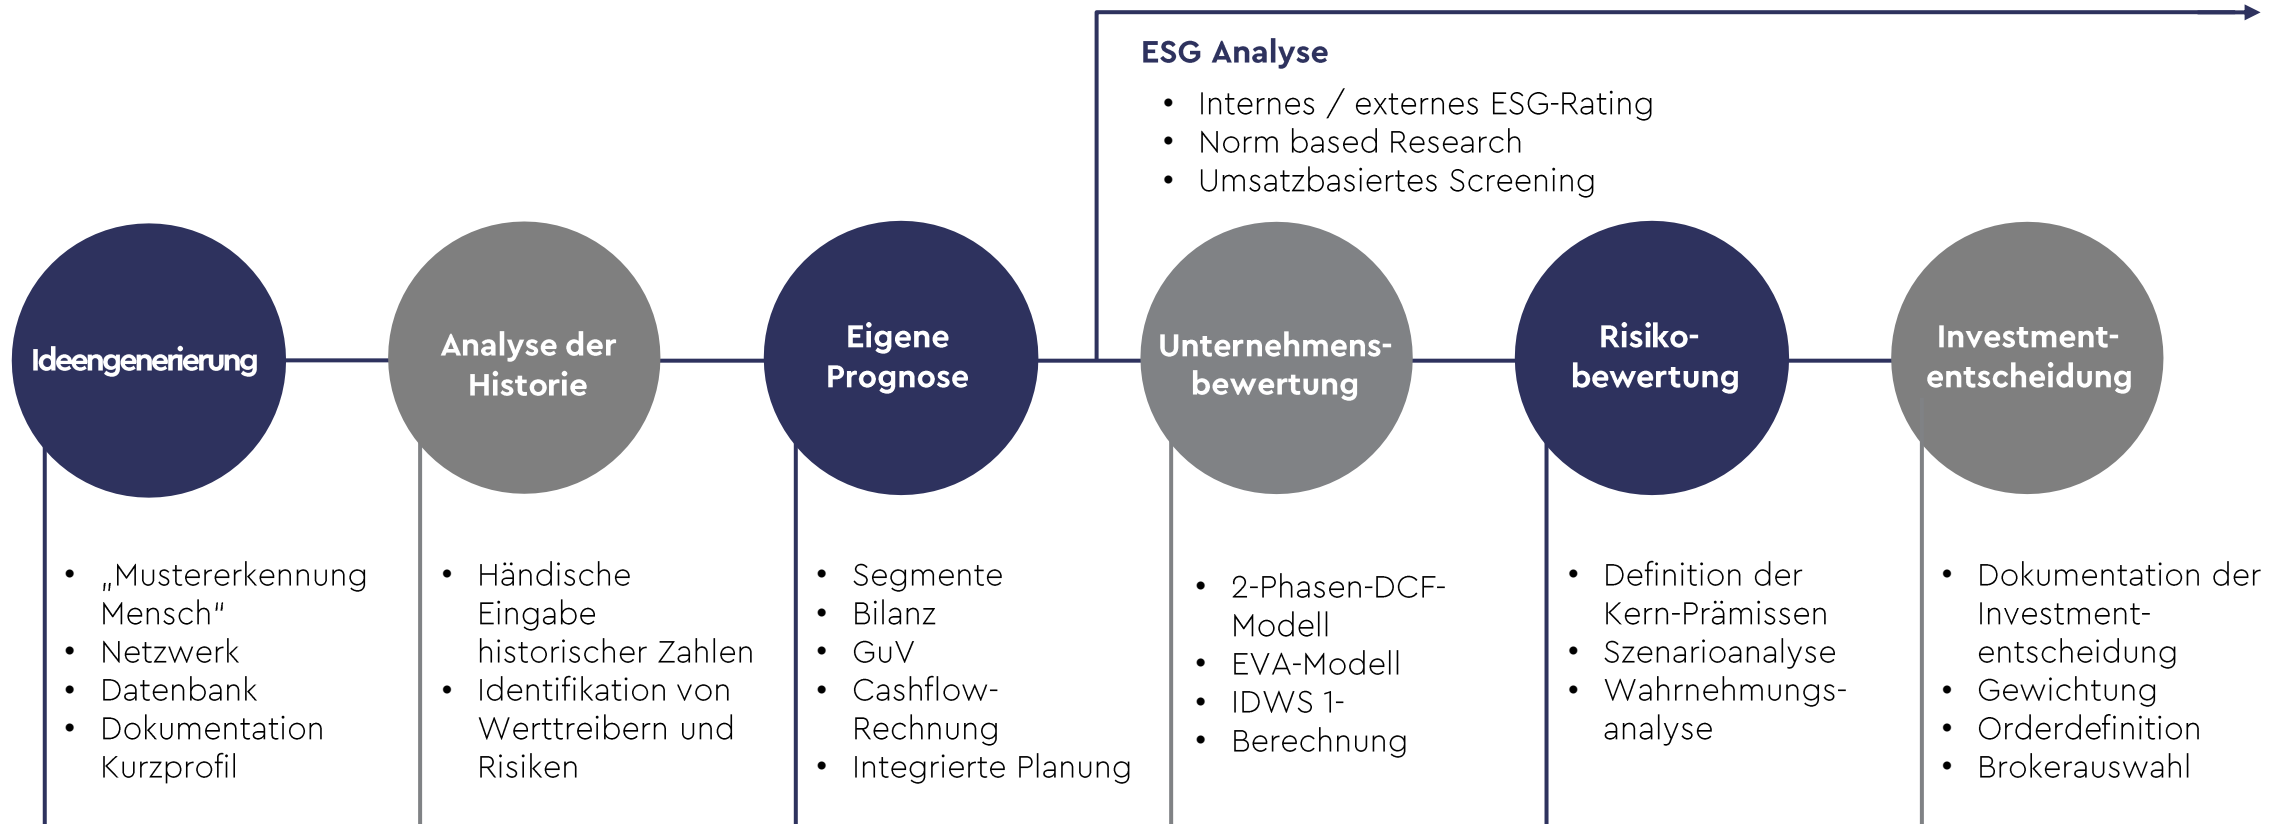 ESG Analyse
• Internes / externes ESG-Rating
• Norm based Research
• Umsatzbasiertes Screening
Ideengenerierung
Analyse der
Historie
Eigene
Prognose
Unternehmens-
bewertung
Risiko-
bewertung
Investment-
entscheidung
• „Mustererkennung
Mensch“
• Netzwerk
• Datenbank
• Dokumentation
Kurzprofil
• Händische
Eingabe
historischer Zahlen
• Identifikation von
Werttreibern und
Risiken
• Segmente
• Bilanz
• GuV
• Cashflow-
Rechnung
• Integrierte Planung
• 2-Phasen-DCF-
Modell
• EVA-Modell
• IDWS 1-
• Berechnung
• Definition der
Kern-Prämissen
• Szenarioanalyse
• Wahrnehmungs-
analyse
• Dokumentation der
Investment-
entscheidung
• Gewichtung
• Orderdefinition
• Brokerauswahl